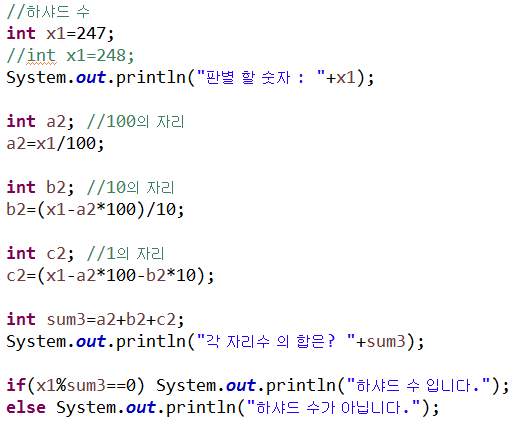 //하샤드 수
int x1=247;
//int x1=248;
System.out.println("판별 할 숫자 : "+x1);
int a2; //100의 자리
a2=x1/100;
int b2; //10의 자리
b2=(x1-a2*100)/10;
int c2; //1의 자리
c2=(x1-a2*100-b2*10);
int sum3=a2+b2+c2;
System.out.println("각 자리수 의 합은? "+sum3);
if(x1%sum3==0) System.out.println("하샤드 수 입니다.");
else System.out.println("하샤드 수가 아닙니다.");